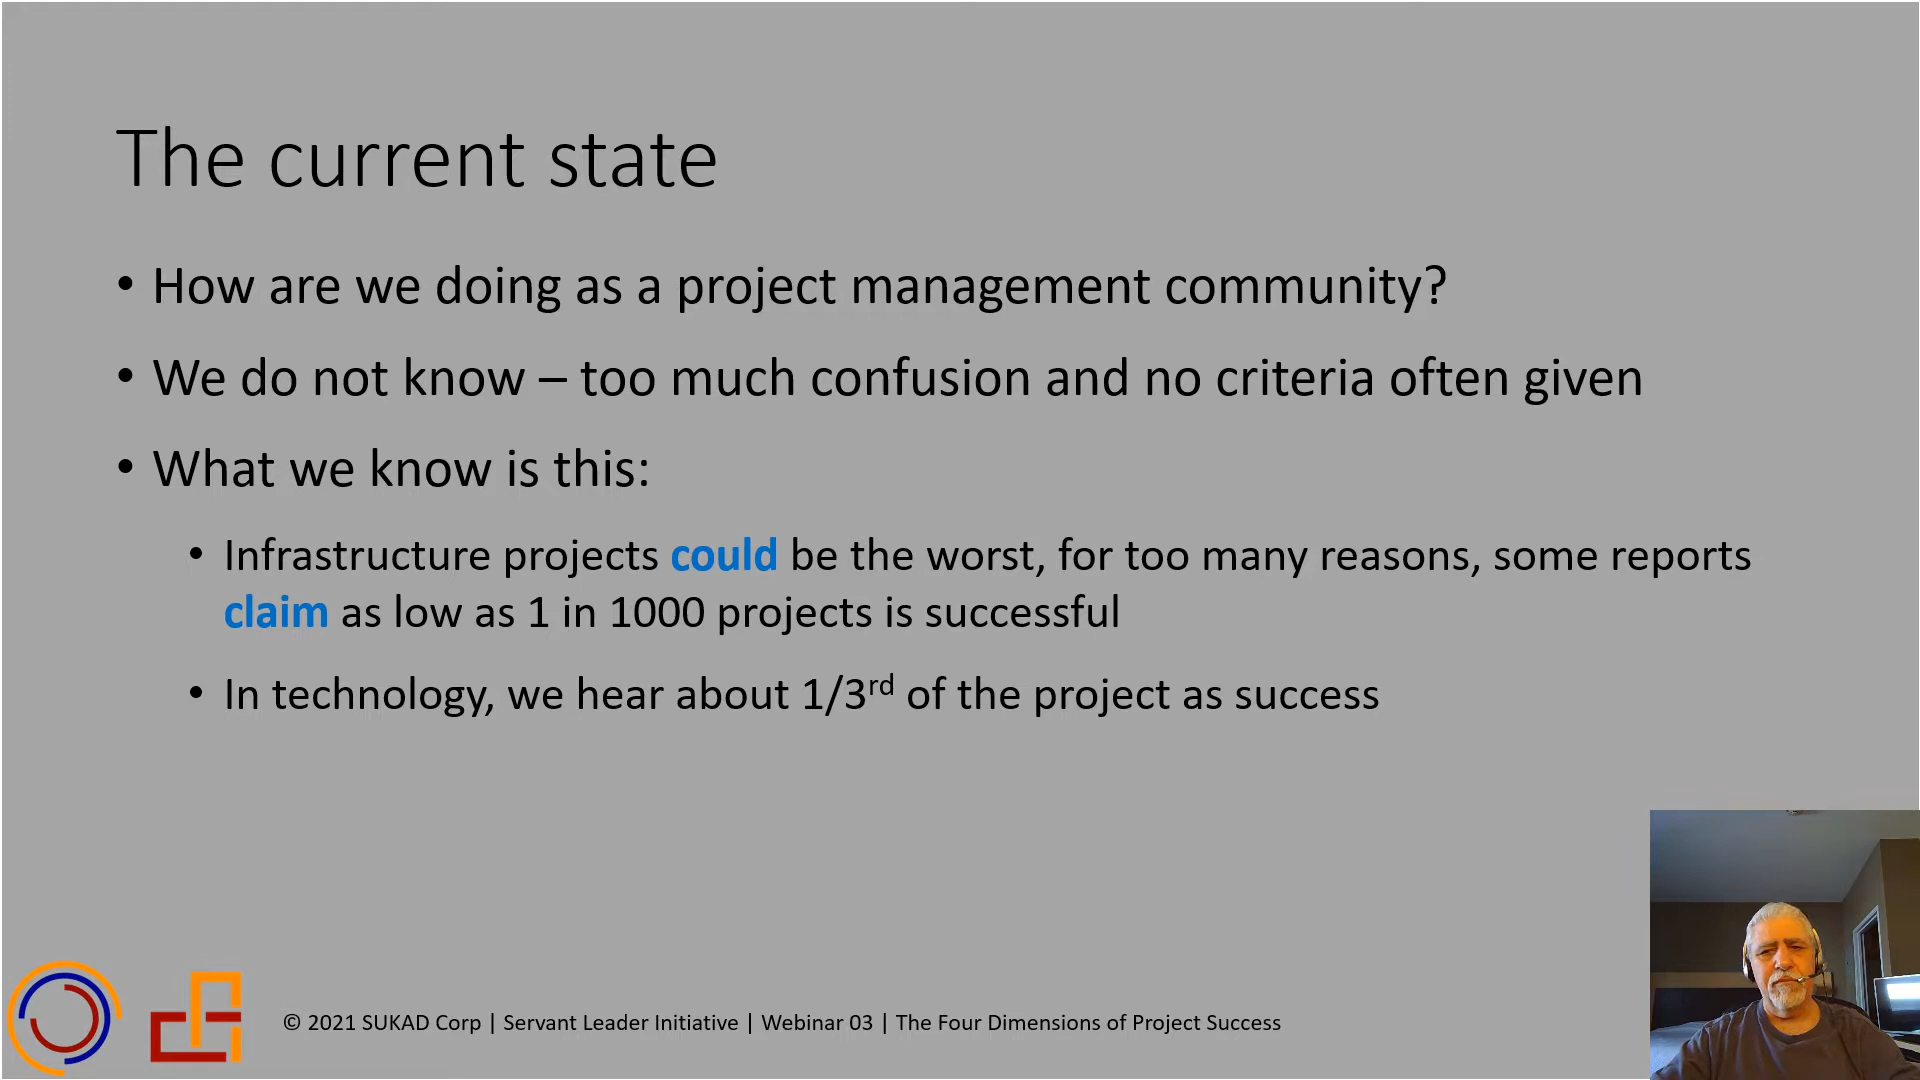 The current state
• How are we doing as a project management community?
• We do not know – too much confusion and no criteria often given
• What we know is this:
• Infrastructure projects could be the worst, for too many reasons, some reports
claim as low as 1 in 1000 projects is successful
• In technology, we hear about 1/3rd of the project as success
© 2021 SUKAD Corp | Servant Leader Initiative | Webinar 03 | The Four Dimensions of Project Success